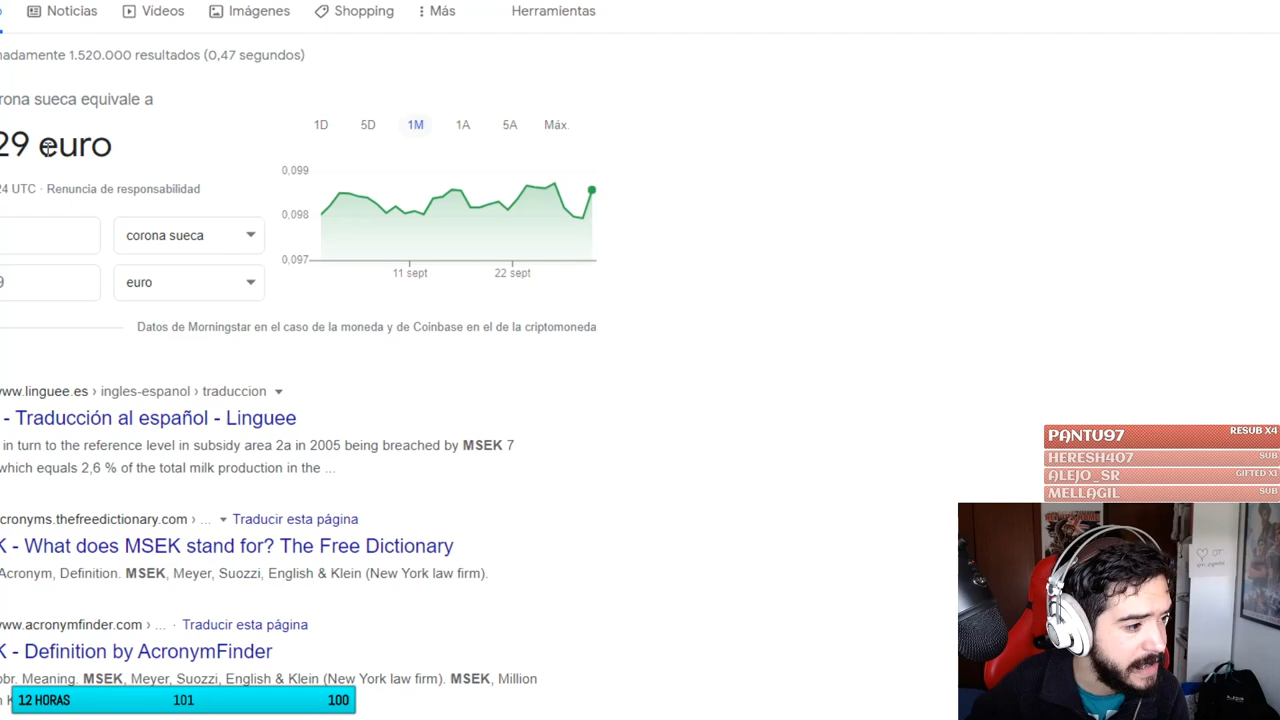 Noticias Vídeos Imágenes Shopping Más Herramientas
nadamente 1.520.000 resultados (0,47 segundos)
rona sueca equivale a
29 euro
24 UTC · Renuncia de responsabilidad
corona sueca
9 euro
1D 5D 1M 1A 5A Máx.
0,099
0,098
0,097
11 sept 22 sept
Datos de Morningstar en el caso de la moneda y de Coinbase en el de la criptomoneda
www.linguee.es › ingles-espanol › traduccion
- Traducción al español - Linguee
in turn to the reference level in subsidy area 2a in 2005 being breached by MSEK 7
which equals 2,6 % of the total milk production in the ...
cronyms.thefreedictionary.com › ... Traducir esta página
K - What does MSEK stand for? The Free Dictionary
Acronym, Definition. MSEK, Meyer, Suozzi, English & Klein (New York law firm).
www.acronymfinder.com › ... · Traducir esta página
K - Definition by AcronymFinder
bbr. Meaning. MSEK, Meyer, Suozzi, English & Klein (New York law firm). MSEK, Million
12 HORAS 101 100
PANTU97 RESUB X4
HERESH407 SUB
ALEJO_SR GIFTED X1
MELLAGIL SUB